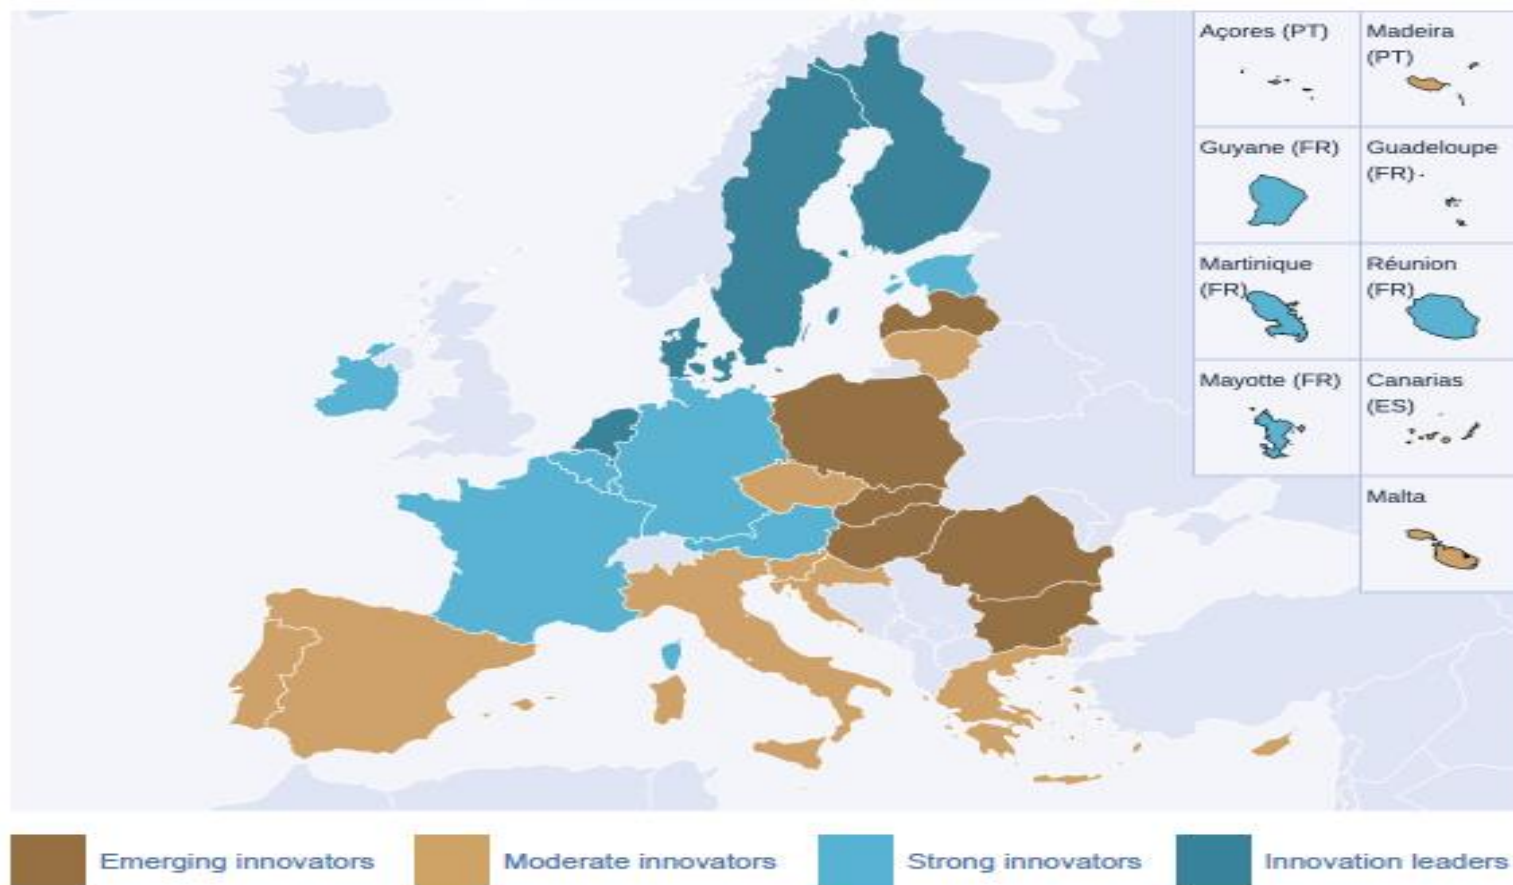 Açores (PT)
Madeira
(PT)
Guyane (FR)
Guadeloupe
(FR)
Martinique
(FR)
Réunion
(FR)
Mayotte (FR)
Canarias
(ES)
Malta
Emerging innovators
Moderate innovators
Strong innovators
Innovation leaders